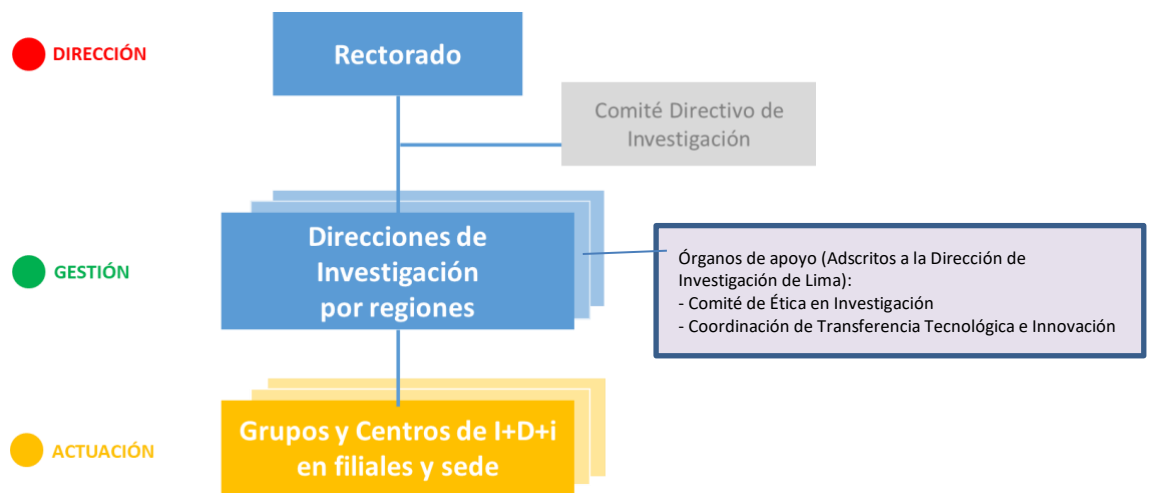 DIRECCIÓN
Rectorado
Comité Directivo de
Investigación
GESTIÓN
Direcciones de
Investigación
por regiones
Órganos de apoyo (Adscritos a la Dirección de
Investigación de Lima):
- Comité de Ética en Investigación
- Coordinación de Transferencia Tecnológica e Innovación
ACTUACIÓN
Grupos y Centros de I+D+i
en filiales y sede